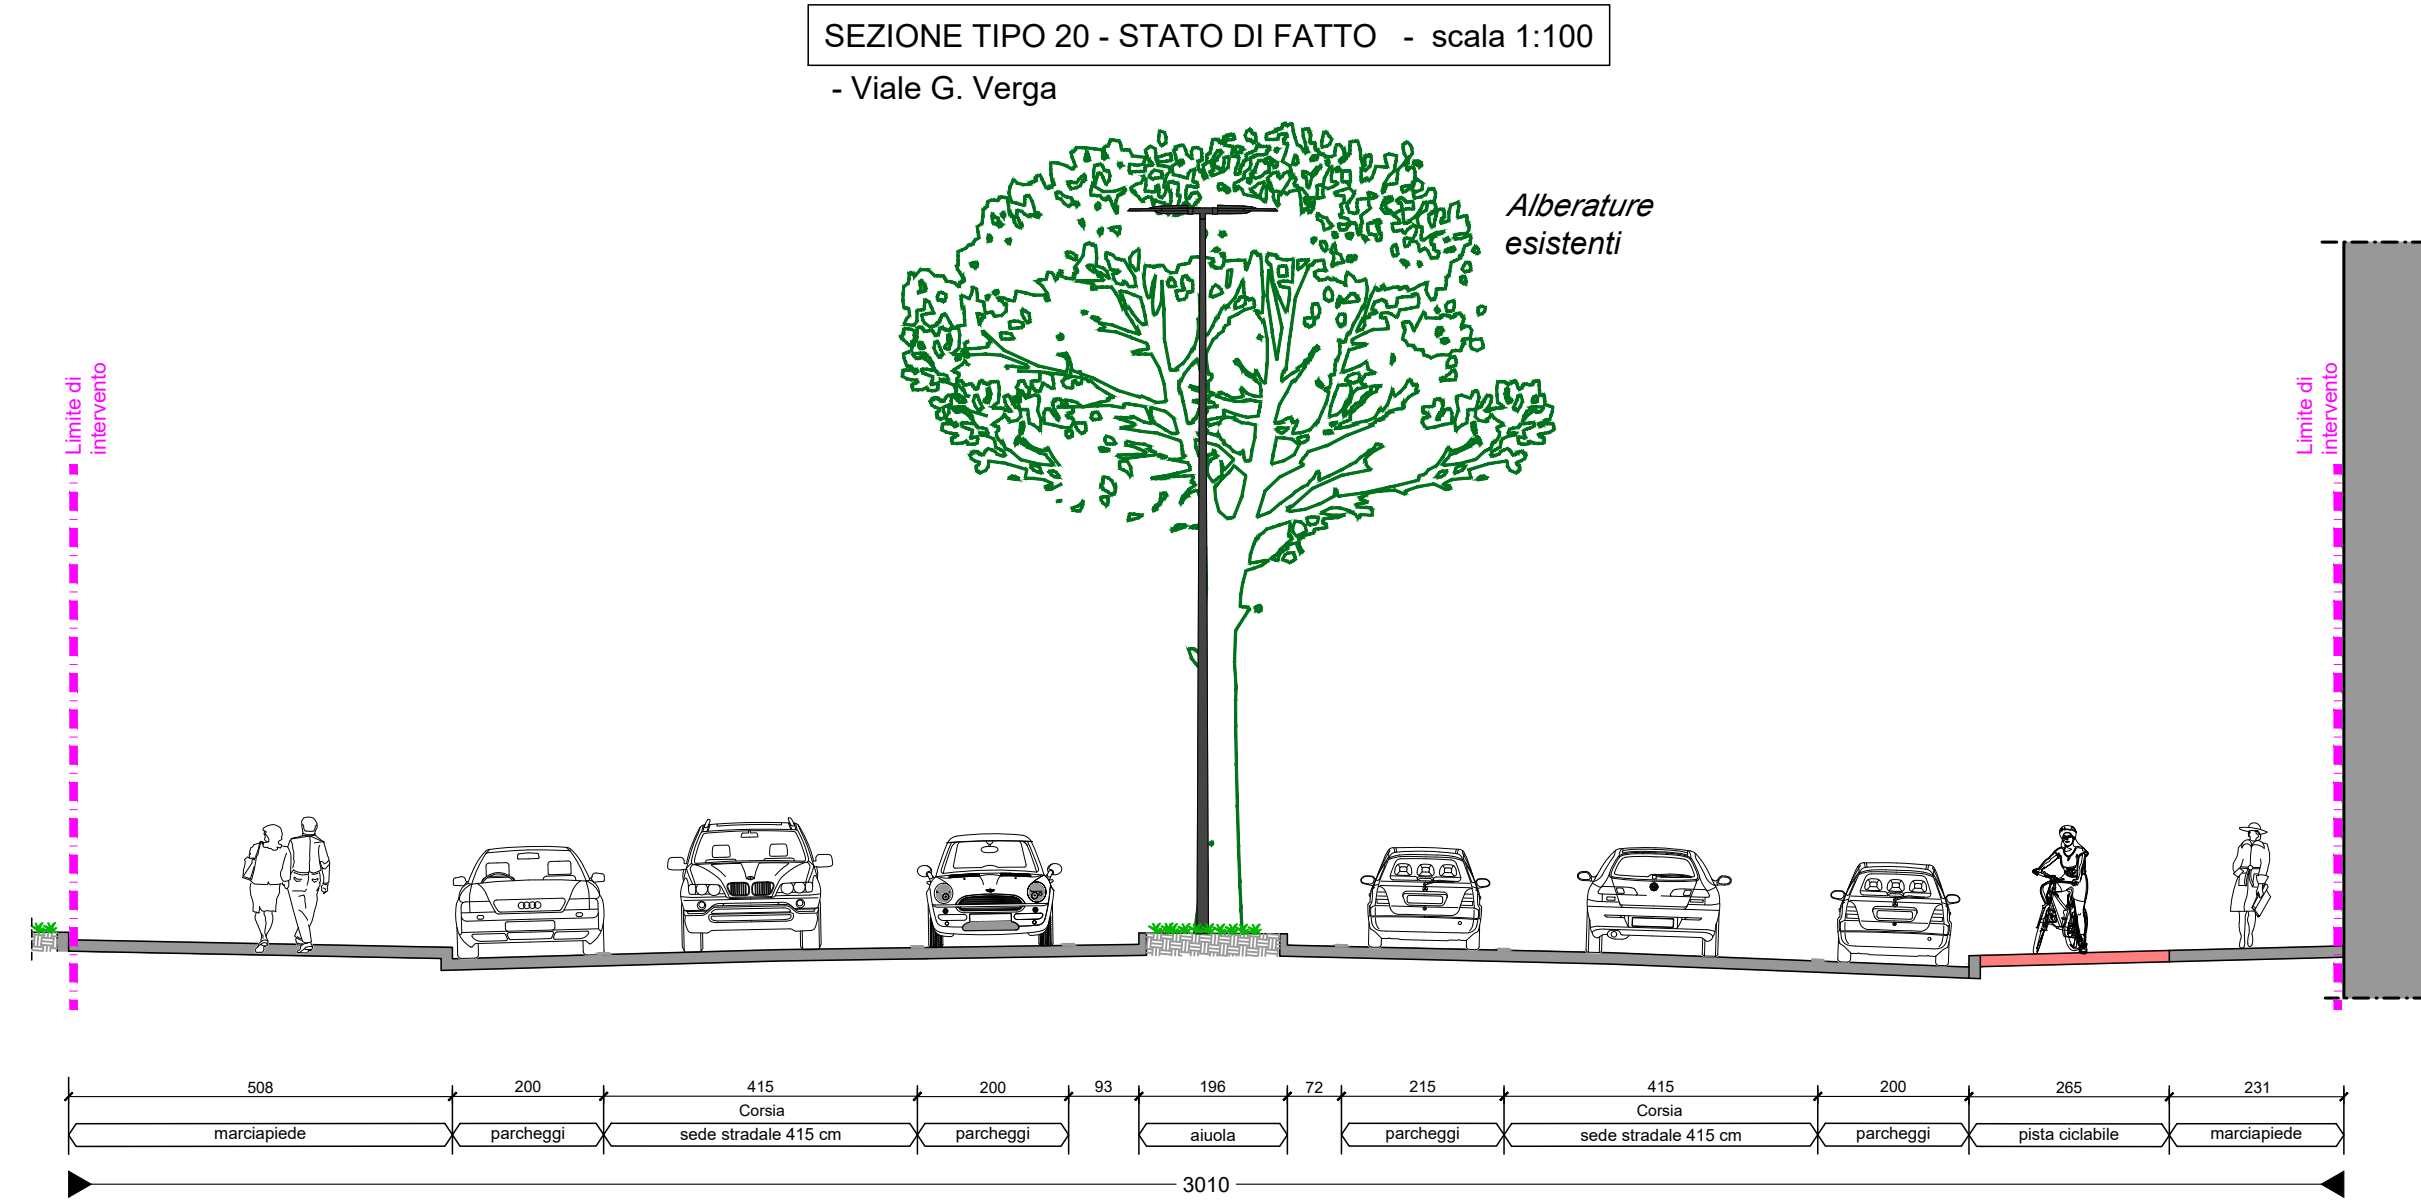 SEZIONE TIPO 20 - STATO DI FATTO - scala 1:100
- Viale G. Verga
Alberature
esistenti
Limite di
intervento
Limite di
intervento
508 200 415 200 93 196 72 215 415 200 265 231
Corsia Corsia
marciapiede parcheggi sede stradale 415 cm parcheggi aiuola parcheggi sede stradale 415 cm parcheggi pista ciclabile marciapiede
3010